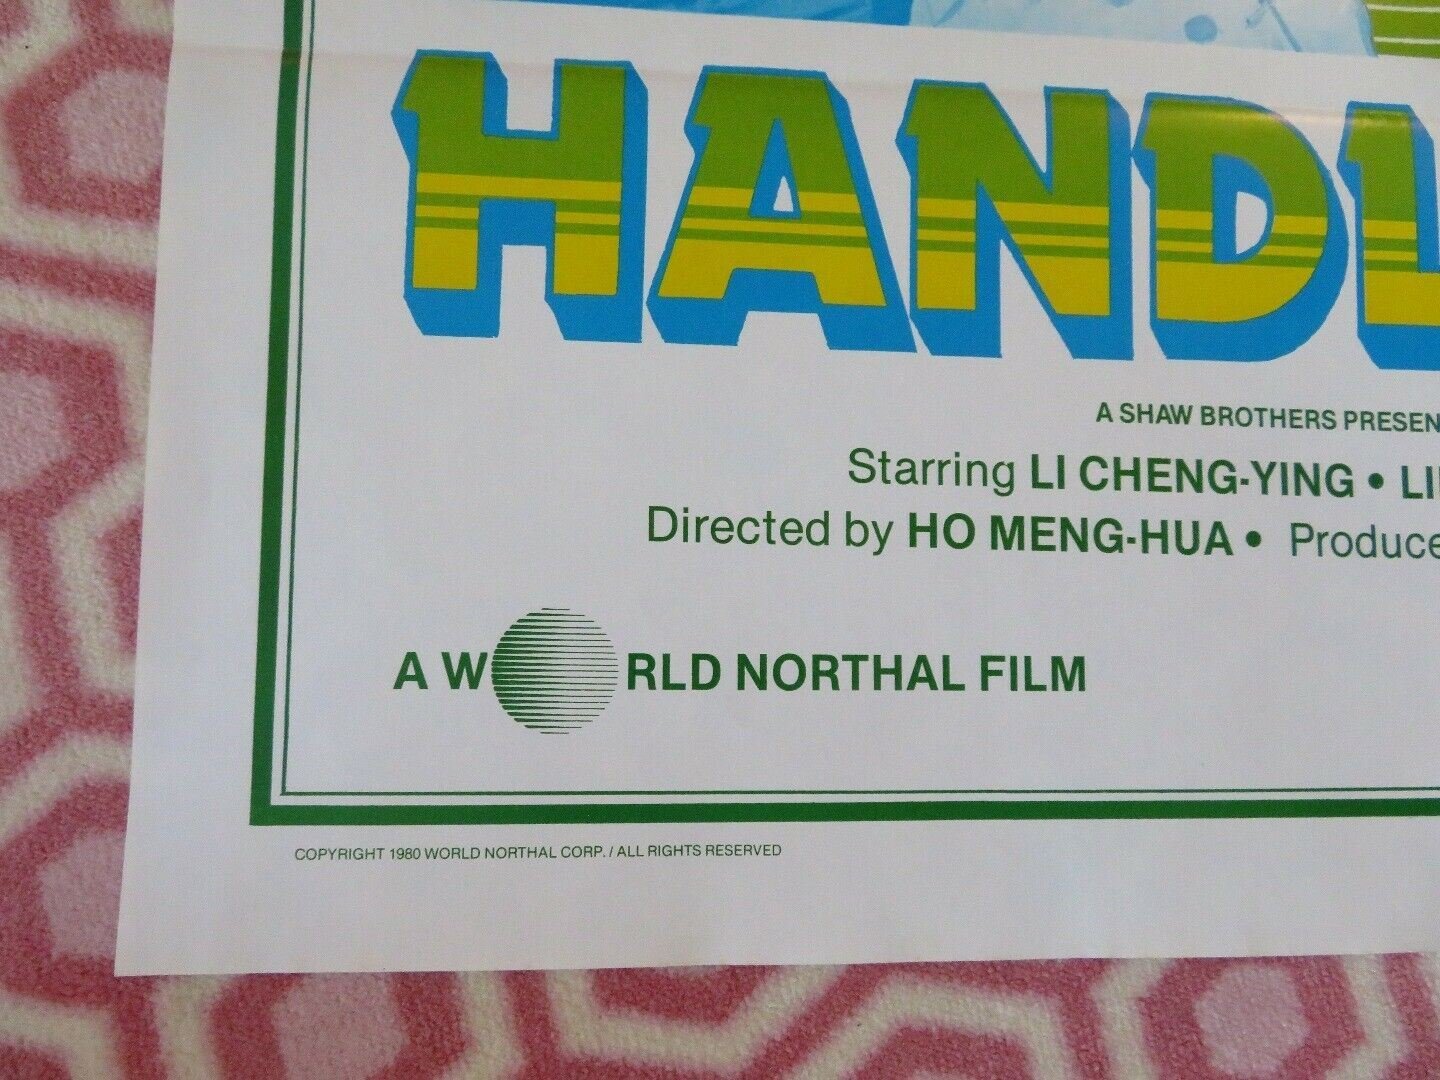 HANDL
A SHAW BROTHERS PRESEN
Starring LI CHENG-YING • LI
Directed by HO MENG-HUA • Produce
A WORLD NORTHAL FILM
COPYRIGHT 1980 WORLD NORTHAL CORP. / ALL RIGHTS RESERVED